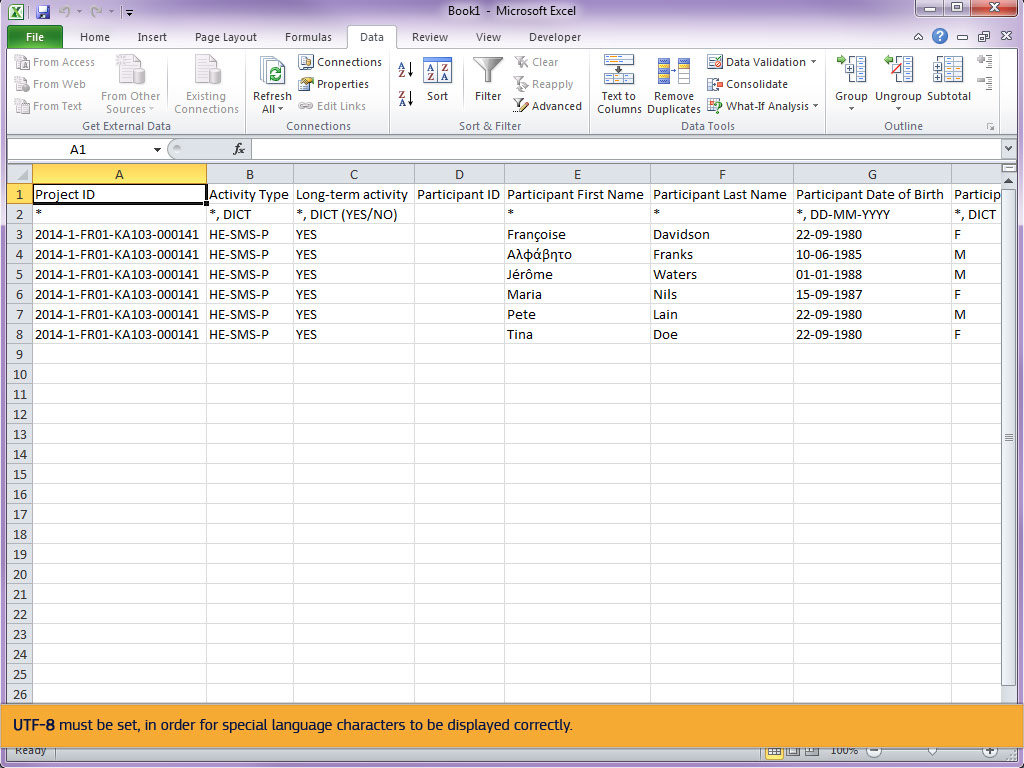 Book1 - Microsoft Excel
File Home Insert Page Layout Formulas Data Review View Developer
From Access
From Web
From Text
From Other Sources
Existing Connections
Get External Data
Refresh All
Connections
Properties
Edit Links
Connections
Sort
Filter
Clear
Reapply
Advanced
Sort & Filter
Text to Columns
Remove Duplicates
Data Validation
Consolidate
What-If Analysis
Data Tools
Group
Ungroup
Subtotal
Outline
A1 fx
A B C D E F G
1 Project ID Activity Type Long-term activity Participant ID Participant First Name Participant Last Name Participant Date of Birth Particip
2 * *, DICT *, DICT (YES/NO) * * *, DD-MM-YYYY *, DICT
3 2014-1-FR01-KA103-000141 HE-SMS-P YES Françoise Davidson 22-09-1980 F
4 2014-1-FR01-KA103-000141 HE-SMS-P YES Αλφάβητο Franks 10-06-1985 M
5 2014-1-FR01-KA103-000141 HE-SMS-P YES Jérôme Waters 01-01-1988 M
6 2014-1-FR01-KA103-000141 HE-SMS-P YES Maria Nils 15-09-1987 F
7 2014-1-FR01-KA103-000141 HE-SMS-P YES Pete Lain 22-09-1980 M
8 2014-1-FR01-KA103-000141 HE-SMS-P YES Tina Doe 22-09-1980 F
9
10
11
12
13
14
15
16
17
18
19
20
21
22
23
24
25
26
UTF-8 must be set, in order for special language characters to be displayed correctly.
Ready 100%